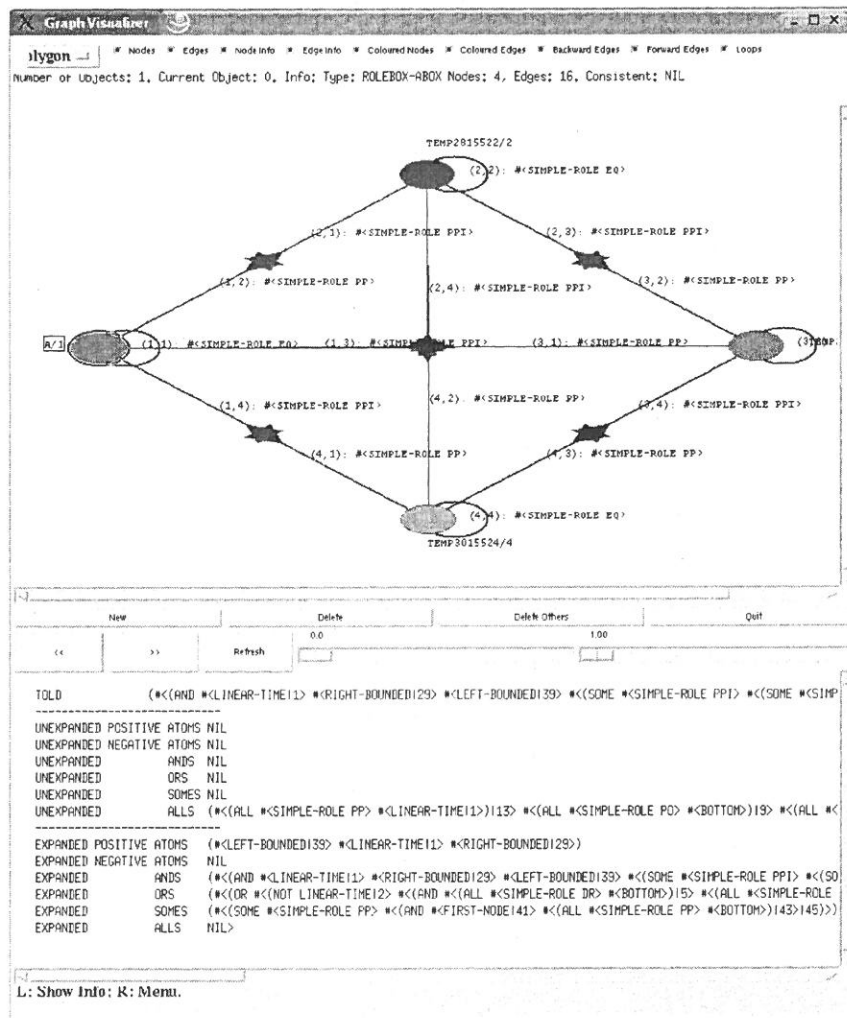 Graph Visualizer
olygon Nodes Edges Node Info Edge Info Coloured Nodes Coloured Edges Backward Edges Forward Edges Loops
Number of Objects: 1, Current Object: 0, Info: Type: ROLEBOX-ABOX Nodes: 4, Edges: 16, Consistent: NIL
TEMP2815522/2
(2,2): #<SIMPLE-ROLE EQ>
(2,1): #<SIMPLE-ROLE PPI> (2,3): #<SIMPLE-ROLE PPI>
(1,2): #<SIMPLE-ROLE PP> (2,4): #<SIMPLE-ROLE PPI> (3,2): #<SIMPLE-ROLE PP>
A/1 (1,1): #<SIMPLE-ROLE EQ> (1,3): #<SIMPLE-ROLE PPI> (3,1): #<SIMPLE-ROLE PP>
(1,4): #<SIMPLE-ROLE PPI> (4,2): #<SIMPLE-ROLE PP> (3,4): #<SIMPLE-ROLE PPI>
(4,1): #<SIMPLE-ROLE PP> (4,3): #<SIMPLE-ROLE PP>
(4,4): #<SIMPLE-ROLE EQ>
TEMP3015524/4
New Delete Delete Others Quit
<< >> Refresh 0.0 1.00
TOLD (#<(AND #<LINEAR-TIME|1> #<RIGHT-BOUNDED|29> #<LEFT-BOUNDED|39> #<(SOME #<SIMPLE-ROLE PPI> #<(SOME #<SIMP
-----------------------------
UNEXPANDED POSITIVE ATOMS NIL
UNEXPANDED NEGATIVE ATOMS NIL
UNEXPANDED ANDS NIL
UNEXPANDED ORS NIL
UNEXPANDED SOMES NIL
UNEXPANDED ALLS (#<(ALL #<SIMPLE-ROLE PP> #<LINEAR-TIME|1>)|13> #<(ALL #<SIMPLE-ROLE PO> #<BOTTOM>)|9> #<(ALL #<
-----------------------------
EXPANDED POSITIVE ATOMS (#<LEFT-BOUNDED|39> #<LINEAR-TIME|1> #<RIGHT-BOUNDED|29>)
EXPANDED NEGATIVE ATOMS NIL
EXPANDED ANDS (#<(AND #<LINEAR-TIME|1> #<RIGHT-BOUNDED|29> #<LEFT-BOUNDED|39> #<(SOME #<SIMPLE-ROLE PPI> #<(SO
EXPANDED ORS (#<(OR #<(NOT LINEAR-TIME|2> #<(AND #<(ALL #<SIMPLE-ROLE DR> #<BOTTOM>)|5> #<(ALL #<SIMPLE-ROLE
EXPANDED SOMES (#<(SOME #<SIMPLE-ROLE PP> #<(AND #<FIRST-NODE|41> #<(ALL #<SIMPLE-ROLE PP> #<BOTTOM>)|43>|45>)>)
EXPANDED ALLS NIL>
L: Show Info; R: Menu.